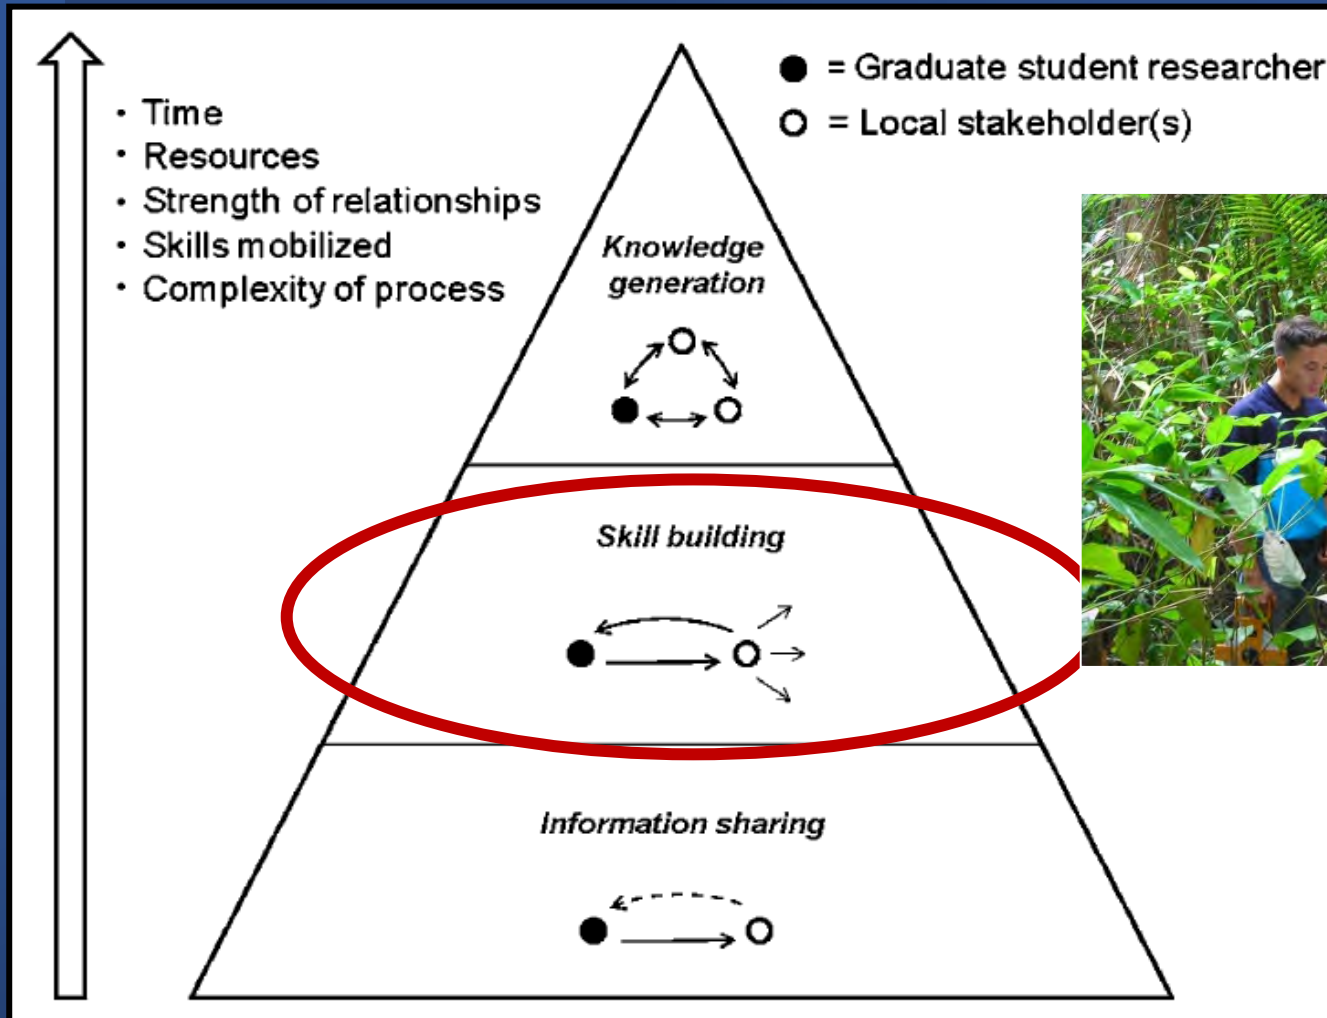 • Time
• Resources
• Strength of relationships
• Skills mobilized
• Complexity of process
= Graduate student researcher
= Local stakeholder(s)
Knowledge
generation
Skill building
Information sharing